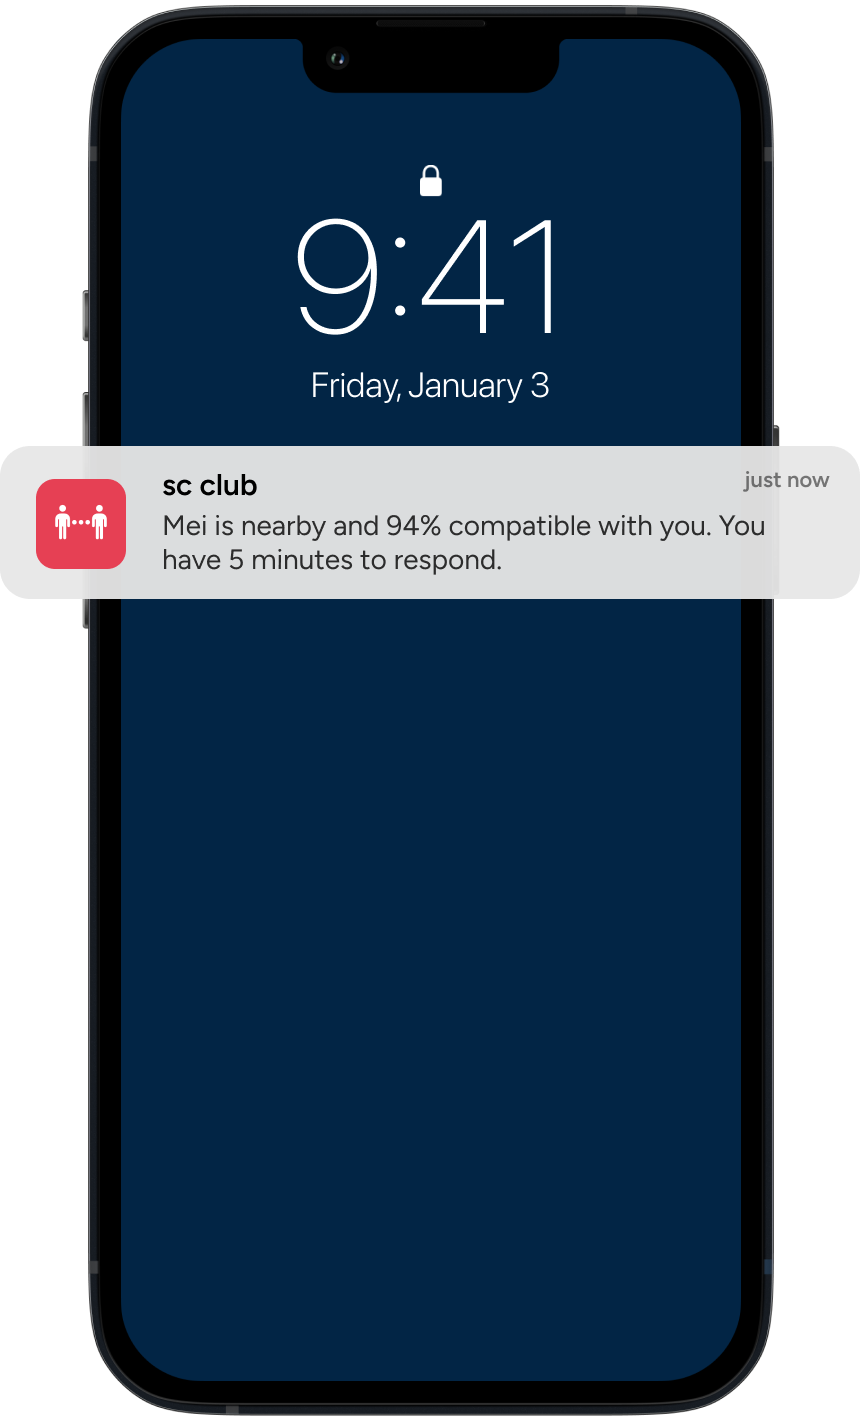 9:41
Friday, January 3
sc club
just now
Mei is nearby and 94% compatible with you. You
have 5 minutes to respond.